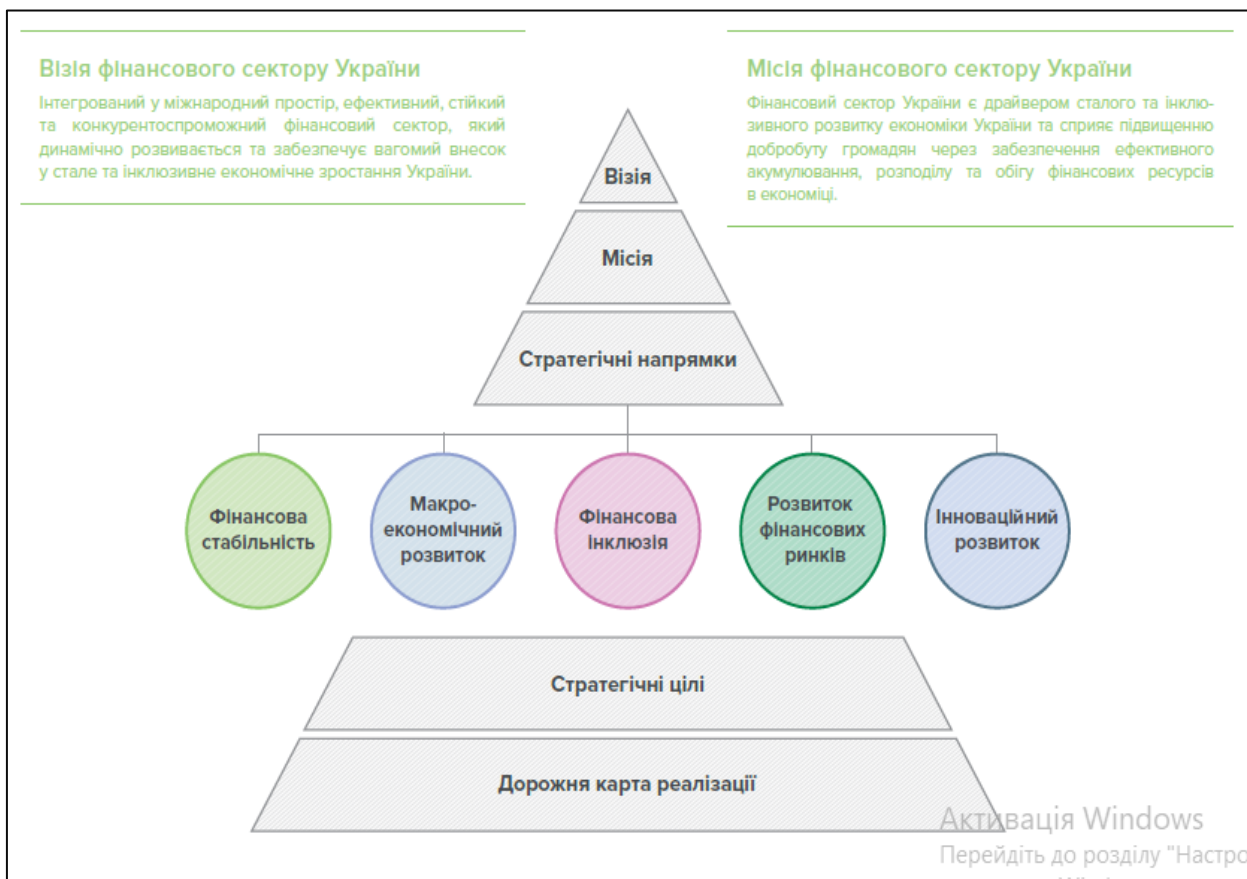 Візія фінансового сектору України
Інтегрований у міжнародний простір, ефективний, стійкий
та конкурентоспроможний фінансовий сектор, який
динамічно розвивається та забезпечує вагомий внесок
у стале та інклюзивне економічне зростання України.
Місія фінансового сектору України
Фінансовий сектор України є драйвером сталого та інклю-
зивного розвитку економіки України та сприяє підвищенню
добробуту громадян через забезпечення ефективного
акумулювання, розподілу та обігу фінансових ресурсів
в економіці.
Візія
Місія
Стратегічні напрямки
Фінансова
стабільність
Макро-
економічний
розвиток
Фінансова
інклюзія
Розвиток
фінансових
ринків
Інноваційний
розвиток
Стратегічні цілі
Дорожня карта реалізації
Активація Windows
Перейдіть до розділу "Настро